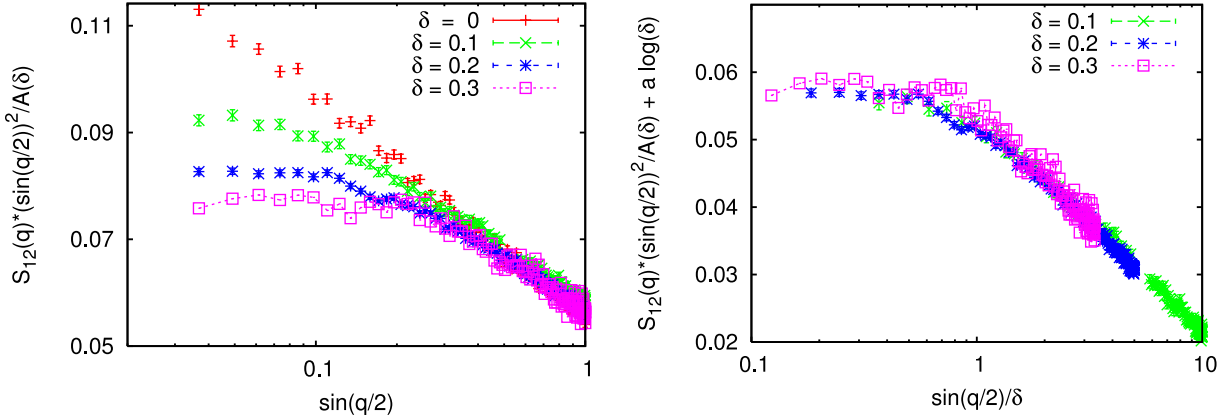 S₁₂(q)*(sin(q/2))²/A(δ)
0.11
0.09
0.07
0.05
0.1
1
sin(q/2)
δ = 0
δ = 0.1
δ = 0.2
δ = 0.3
S₁₂(q)*(sin(q/2))²/A(δ) + a log(δ)
0.06
0.05
0.04
0.03
0.02
0.1
1
10
sin(q/2)/δ
δ = 0.1
δ = 0.2
δ = 0.3